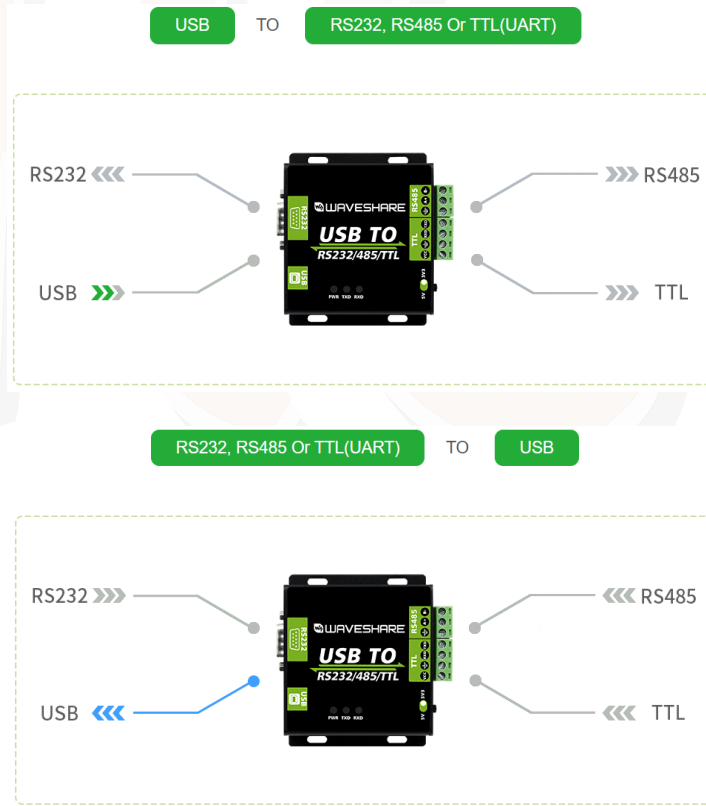 USB TO RS232, RS485 Or TTL(UART)
RS232
RS485
USB
TTL
RS232
WAVESHARE
RS485
USB TO
RS232/485/TTL
TTL
USB
PWR TXD RXD
5V 3V3
RS232, RS485 Or TTL(UART) TO USB
RS232
RS485
USB
TTL
RS232
WAVESHARE
RS485
USB TO
RS232/485/TTL
TTL
USB
PWR TXD RXD
5V 3V3